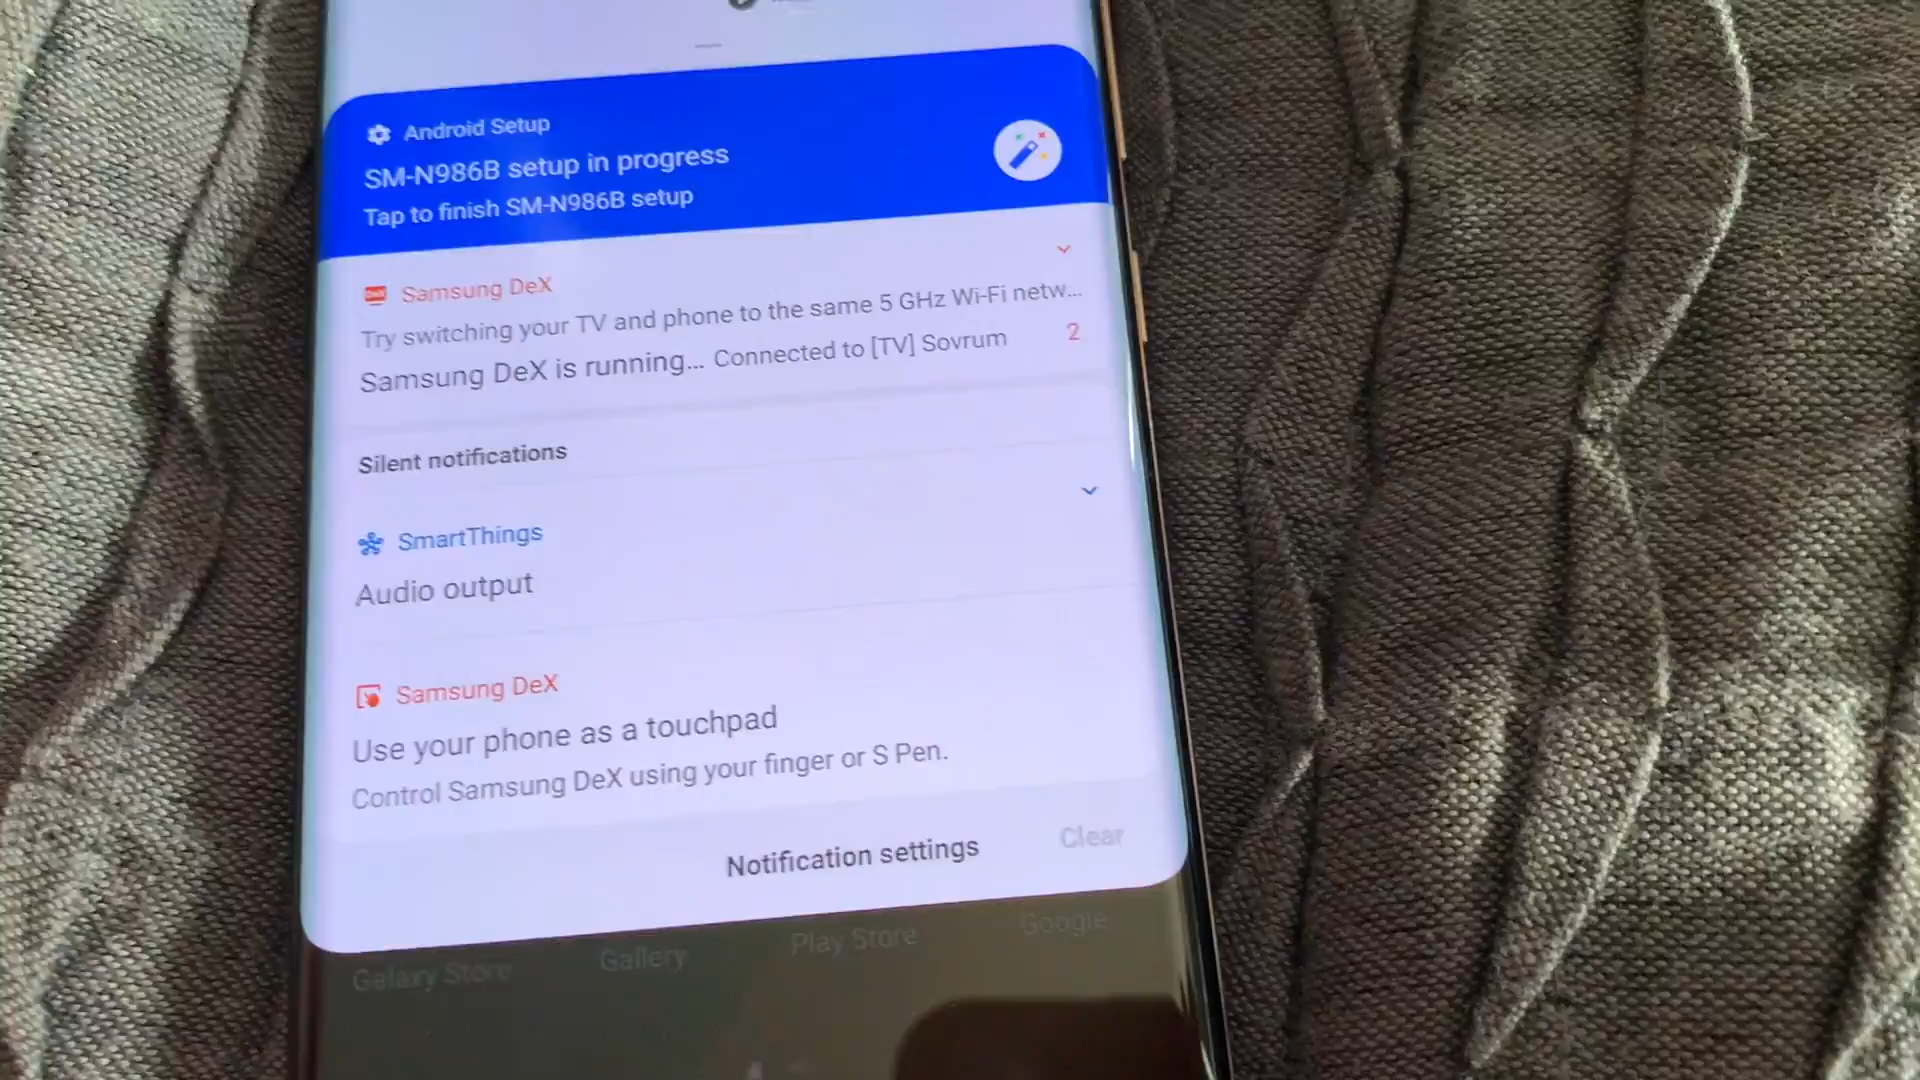 Android Setup
SM-N986B setup in progress
Tap to finish SM-N986B setup
Samsung DeX
Try switching your TV and phone to the same 5 GHz Wi-Fi netw...
Samsung DeX is running... Connected to [TV] Sovrum 2
Silent notifications
SmartThings
Audio output
Samsung DeX
Use your phone as a touchpad
Control Samsung DeX using your finger or S Pen.
Notification settings Clear
Galaxy Store Gallery Play Store Google